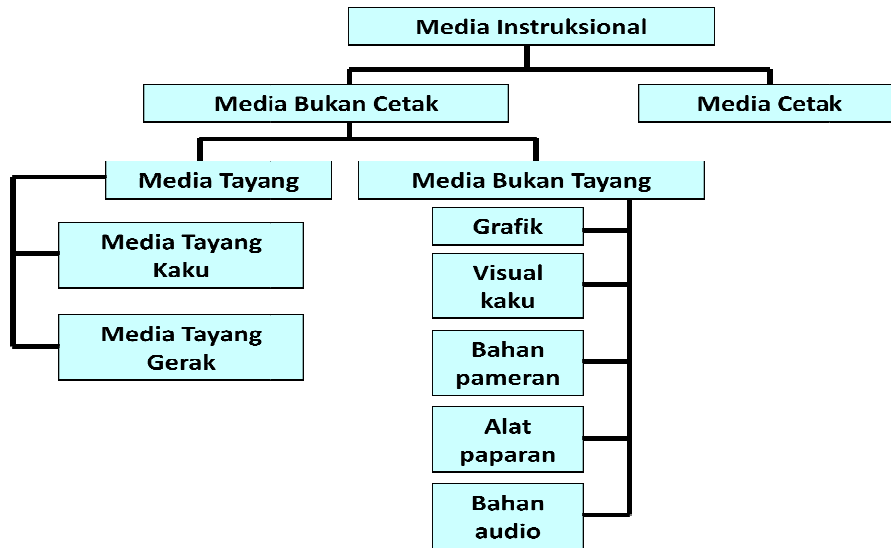 Media Instruksional
Media Bukan Cetak
Media Cetak
Media Tayang
Media Bukan Tayang
Media Tayang
Kaku
Media Tayang
Gerak
Grafik
Visual
kaku
Bahan
pameran
Alat
paparan
Bahan
audio